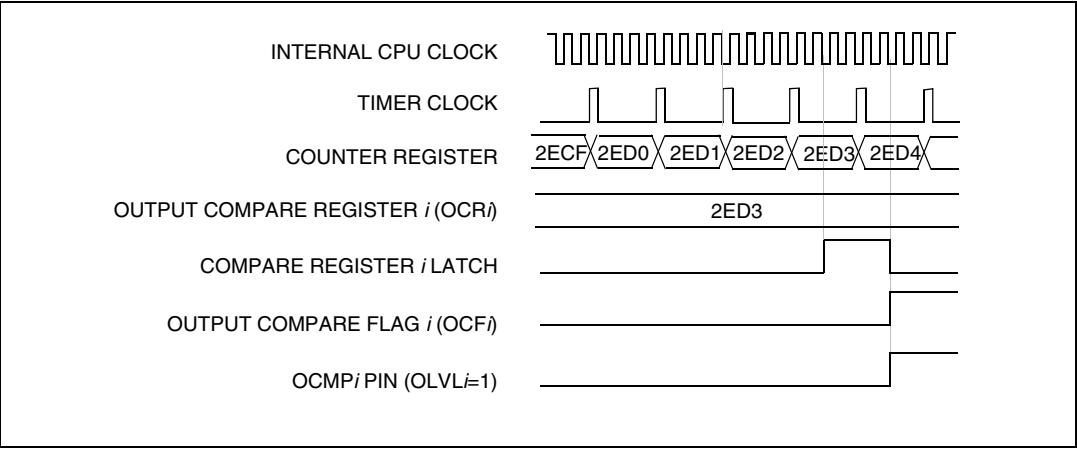 INTERNAL CPU CLOCK
TIMER CLOCK
COUNTER REGISTER
2ECF 2ED0 2ED1 2ED2 2ED3 2ED4
OUTPUT COMPARE REGISTER i (OCRi)
2ED3
COMPARE REGISTER i LATCH
OUTPUT COMPARE FLAG i (OCFi)
OCMPi PIN (OLVLi=1)